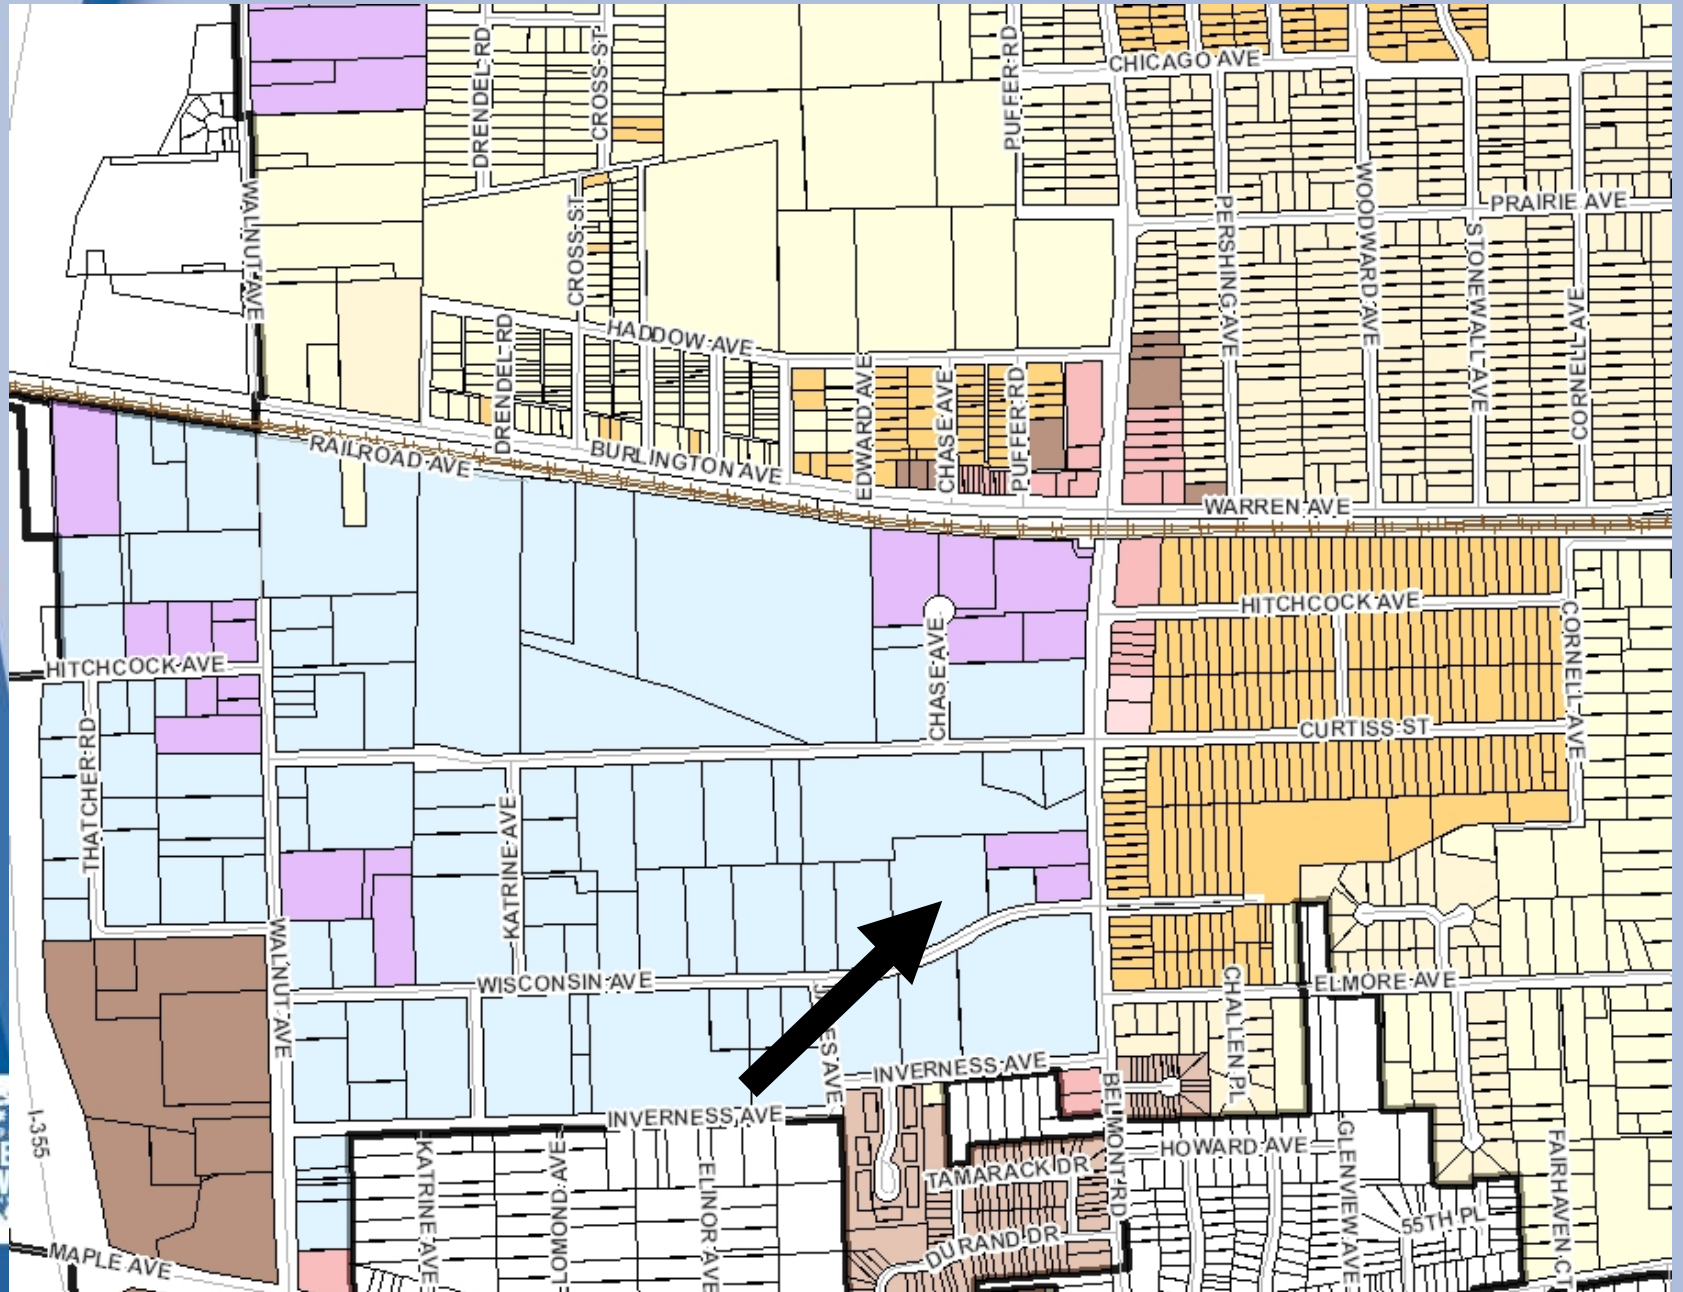 DRENDEL RD
CROSS ST
PUFFER RD
CHICAGO AVE
WALNUT AVE
CROSS ST
PERSHING AVE
WOODWARD AVE
PRAIRIE AVE
STONEWALL AVE
CORNELL AVE
HADDOW AVE
DRENDEL RD
EDWARD AVE
CHASE AVE
PUFFER RD
RAILROAD AVE
BURLINGTON AVE
WARREN AVE
HITCHCOCK AVE
CORNELL AVE
HITCHCOCK AVE
CHASE AVE
THATCHER RD
CURTISS ST
KATRINE AVE
WALNUT AVE
WISCONSIN AVE
ELMORE AVE
CHALLEN PL
ES AVE
INVERNESS AVE
INVERNESS AVE
BELMONT RD
I-355
HOWARD AVE
GLENVIEW AVE
FAIRHAVEN CT
KATRINE AVE
LOMOND AVE
ELINOR AVE
TAMARACK DR
55TH PL
DURAND DR
MAPLE AVE